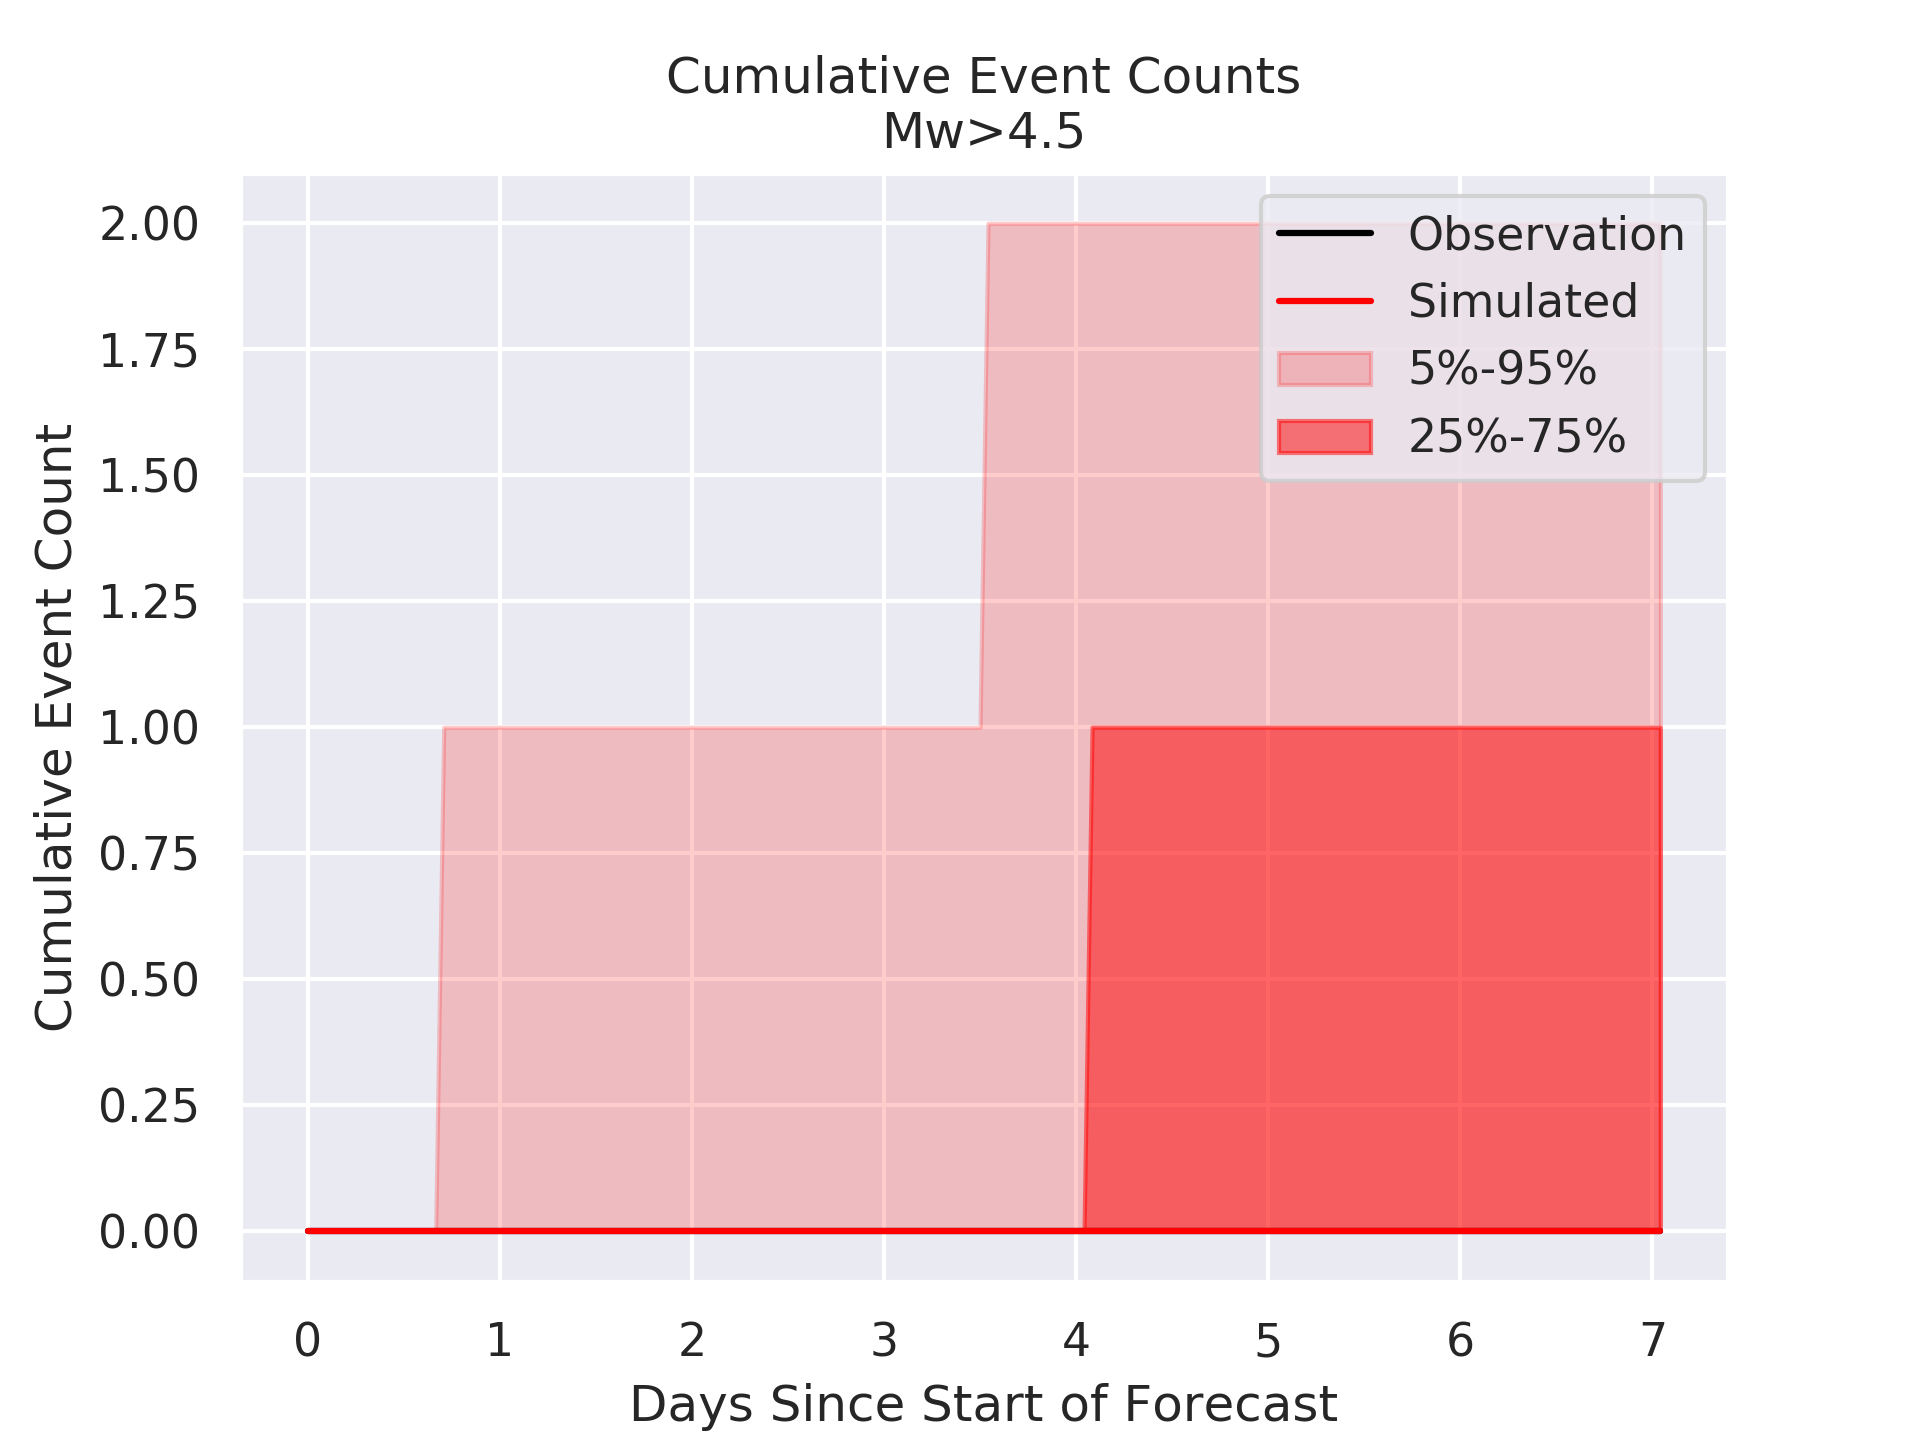 Cumulative Event Counts
Mw>4.5
Observation
Simulated
5%-95%
25%-75%
Cumulative Event Count
2.00
1.75
1.50
1.25
1.00
0.75
0.50
0.25
0.00
0 1 2 3 4 5 6 7
Days Since Start of Forecast